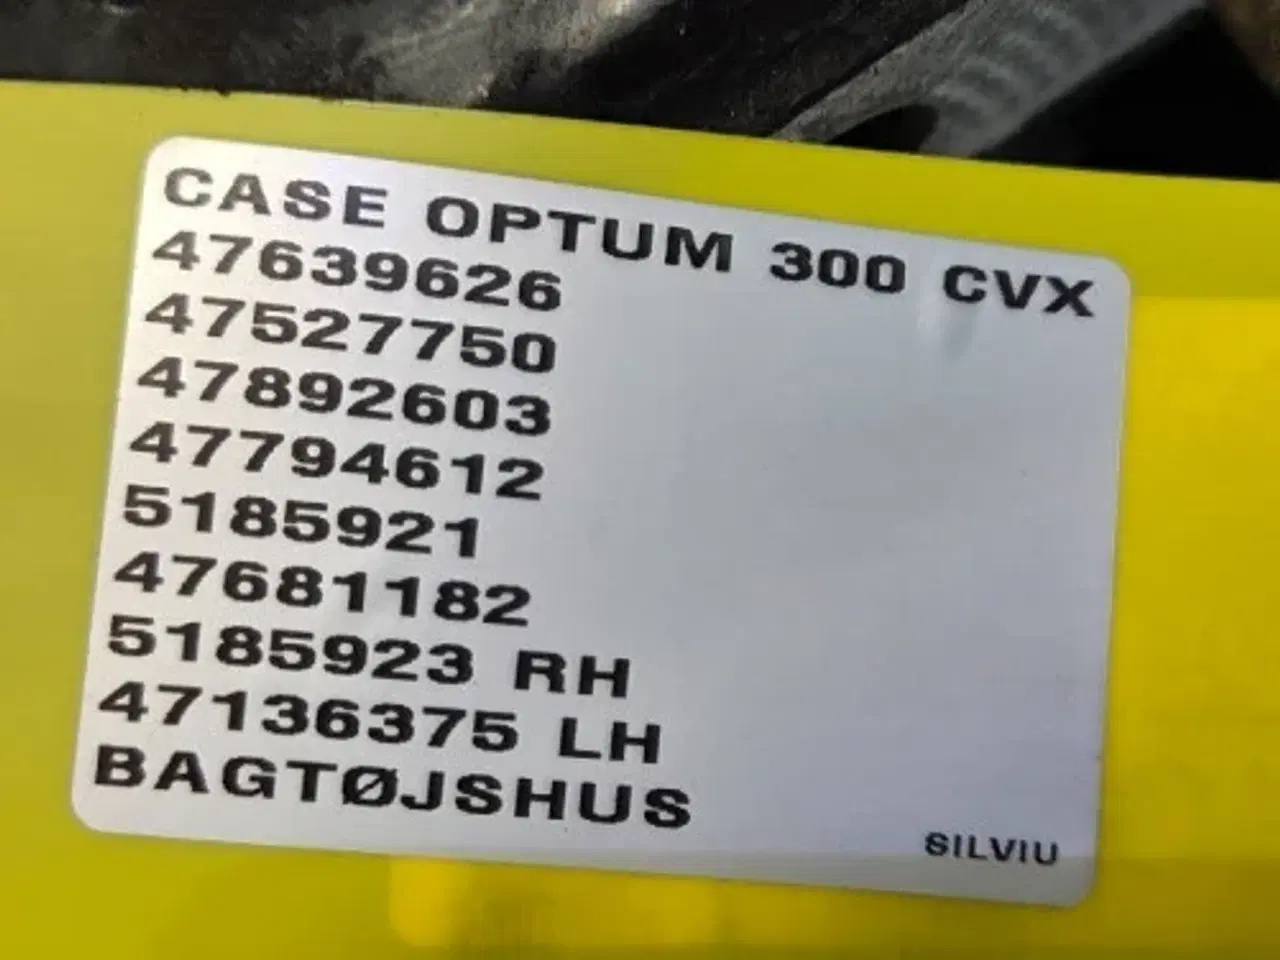 CASE OPTUM 300 CVX
47639626
47527750
47892603
47794612
5185921
47681182
5185923 RH
47136375 LH
BAGTØJSHUS
SILVIU